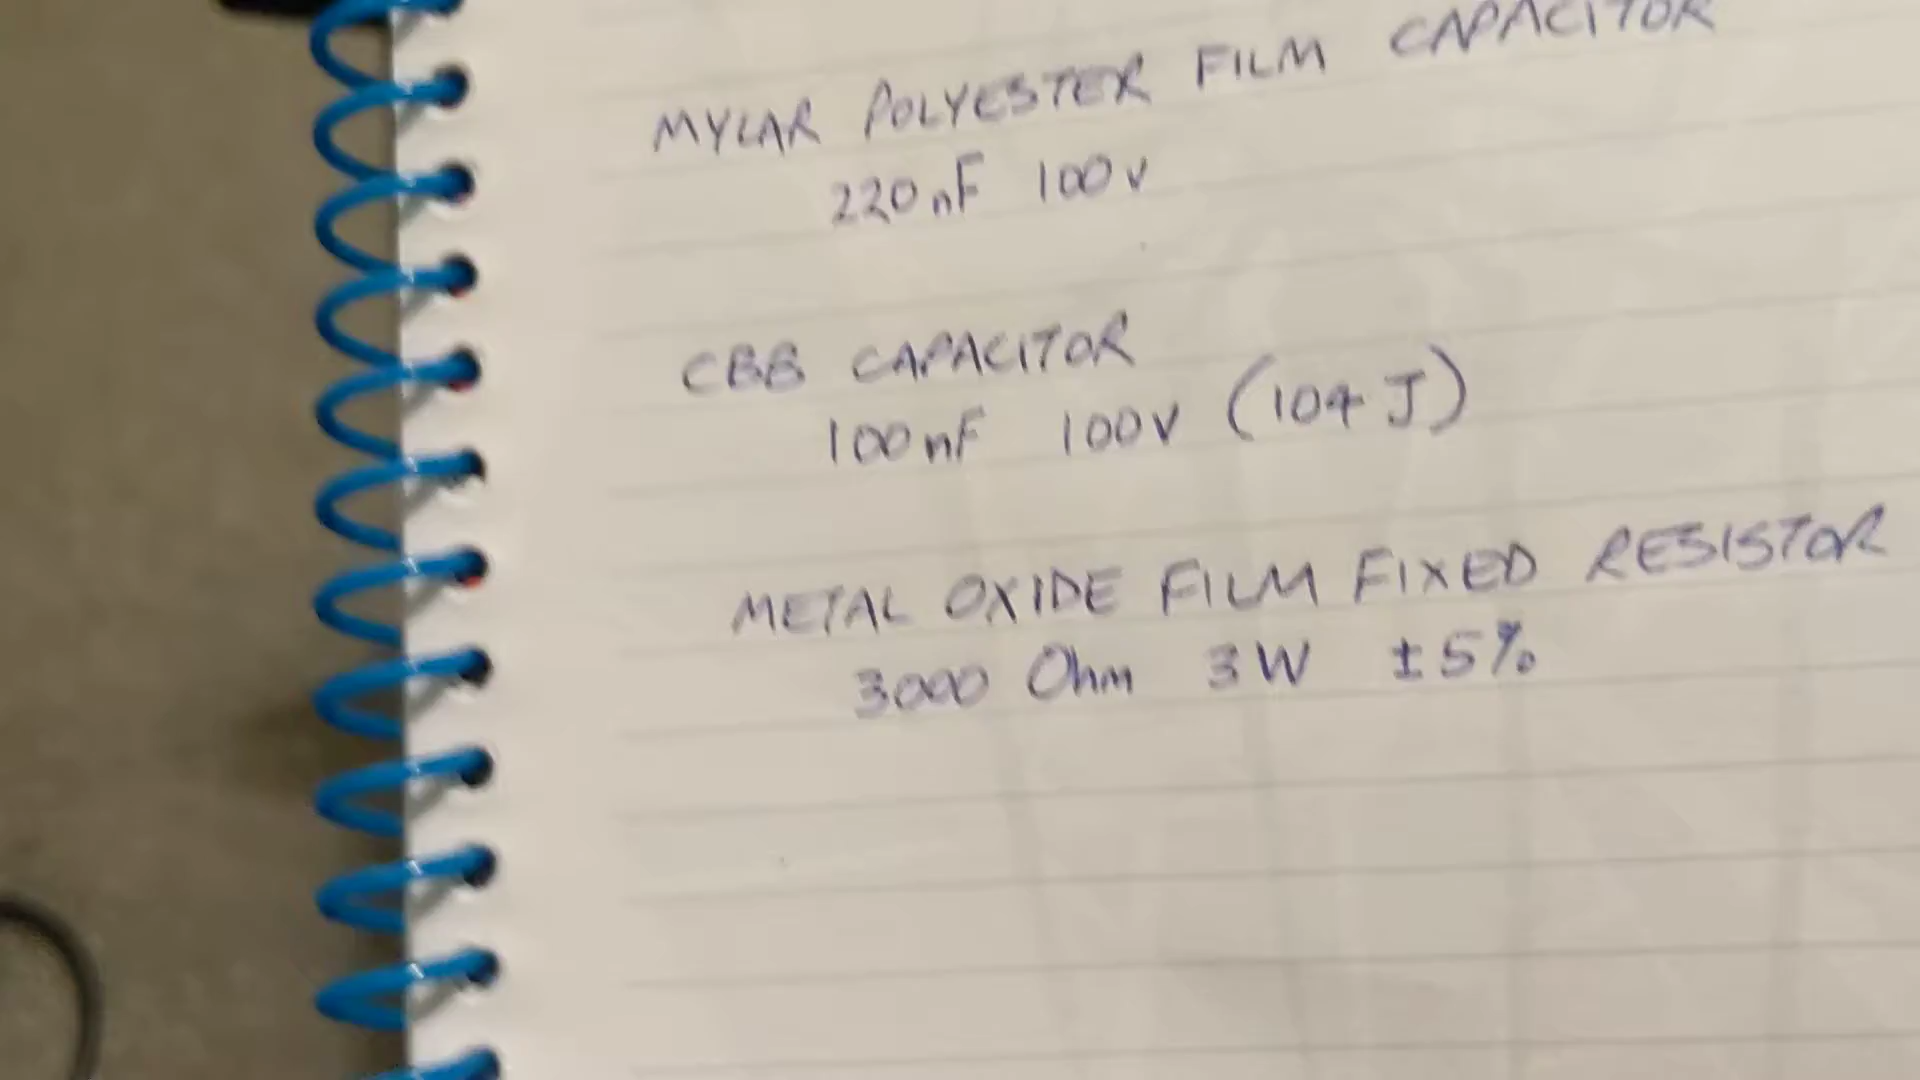 MYLAR POLYESTER FILM CAPACITOR
220nF 100v
CBB CAPACITOR
100nF 100V (104J)
METAL OXIDE FILM FIXED RESISTOR
3000 Ohm 3W ±5%